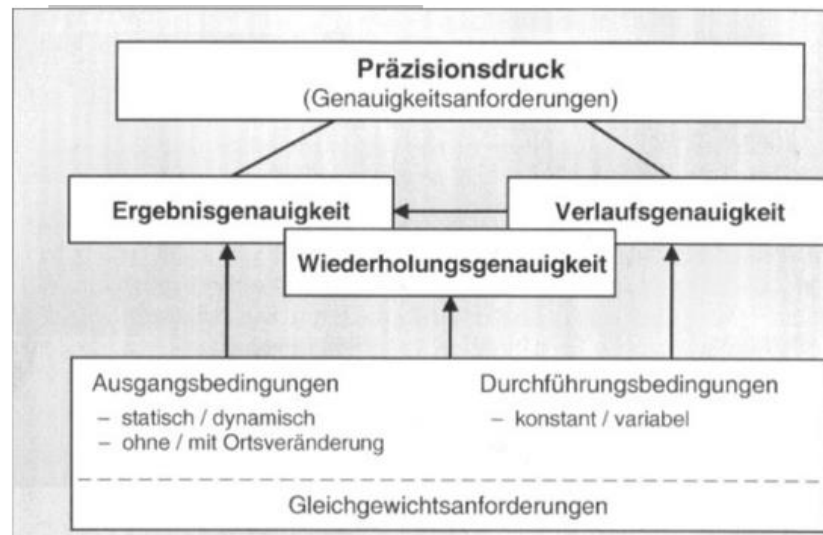 Präzisionsdruck
(Genauigkeitsanforderungen)
Ergebnisgenauigkeit
Verlaufsgenauigkeit
Wiederholungsgenauigkeit
Ausgangsbedingungen
– statisch / dynamisch
– ohne / mit Ortsveränderung
Durchführungsbedingungen
– konstant / variabel
Gleichgewichtsanforderungen